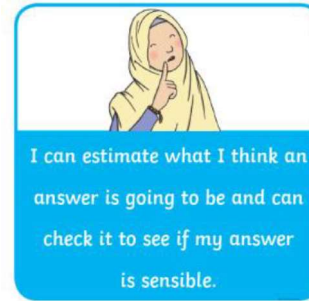 I can estimate what I think an
answer is going to be and can
check it to see if my answer
is sensible.